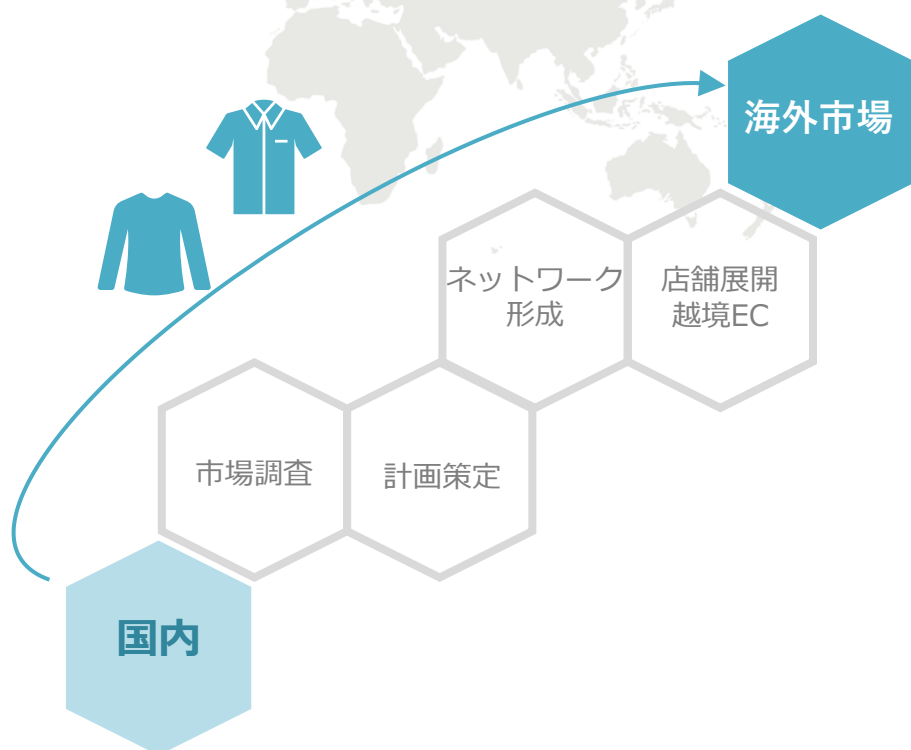 海外市場
ネットワーク
形成
店舗展開
越境EC
市場調査
計画策定
国内